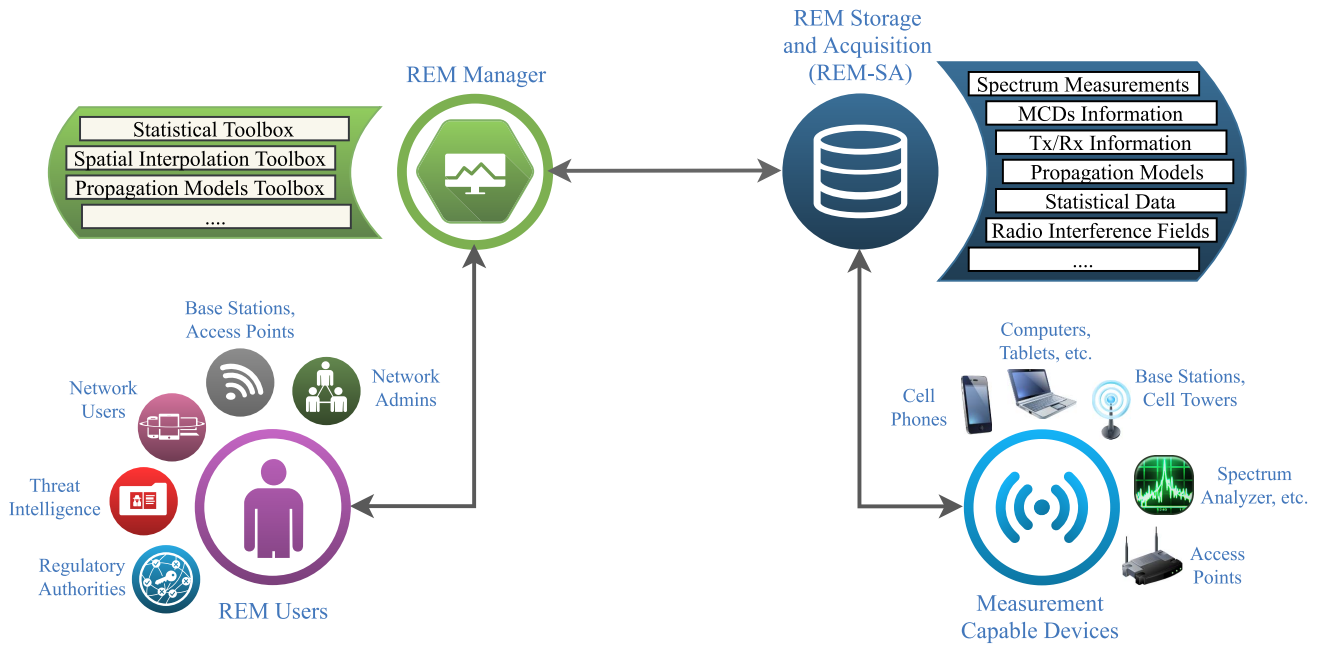 REM Manager
Statistical Toolbox
Spatial Interpolation Toolbox
Propagation Models Toolbox
....
REM Storage
and Acquisition
(REM-SA)
Spectrum Measurements
MCDs Information
Tx/Rx Information
Propagation Models
Statistical Data
Radio Interference Fields
....
Base Stations,
Access Points
Network
Admins
Network
Users
Threat
Intelligence
Regulatory
Authorities
REM Users
Computers,
Tablets, etc.
Cell
Phones
Base Stations,
Cell Towers
Spectrum
Analyzer, etc.
Access
Points
Measurement
Capable Devices